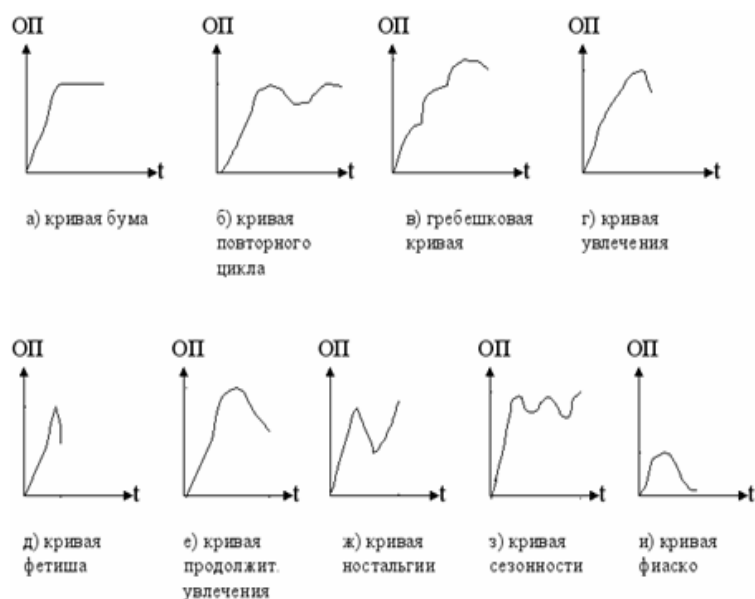 ОП ОП ОП ОП
t t t t
а) кривая бума б) кривая повторного цикла в) гребешковая кривая г) кривая увлечения
ОП ОП ОП ОП ОП
t t t t t
д) кривая фетиша е) кривая продолжит. увлечения ж) кривая ностальгии з) кривая сезонности и) кривая фиаско